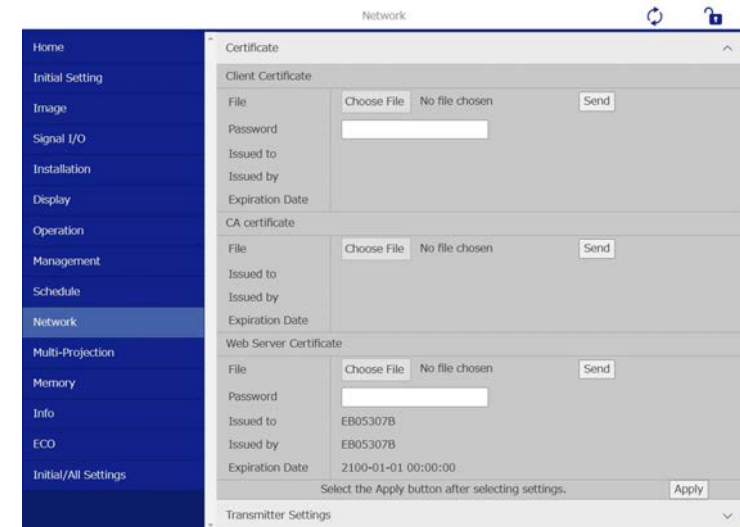 Network
Home
Initial Setting
Image
Signal I/O
Installation
Display
Operation
Management
Schedule
Network
Multi-Projection
Memory
Info
ECO
Initial/All Settings
Certificate
Client Certificate
File Choose File No file chosen Send
Password
Issued to
Issued by
Expiration Date
CA certificate
File Choose File No file chosen Send
Issued to
Issued by
Expiration Date
Web Server Certificate
File Choose File No file chosen Send
Password
Issued to EB05307B
Issued by EB05307B
Expiration Date 2100-01-01 00:00:00
Select the Apply button after selecting settings. Apply
Transmitter Settings